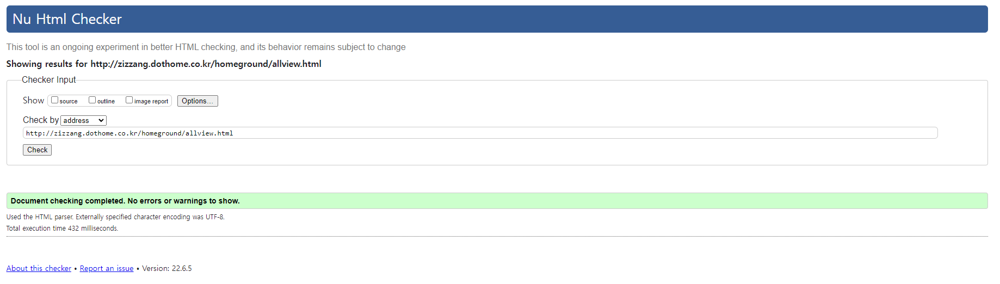 Nu Html Checker
This tool is an ongoing experiment in better HTML checking, and its behavior remains subject to change
Showing results for http://zizzang.dothome.co.kr/homeground/allview.html
Checker Input
Show source outline image report Options...
Check by address
http://zizzang.dothome.co.kr/homeground/allview.html
Check
Document checking completed. No errors or warnings to show.
Used the HTML parser. Externally specified character encoding was UTF-8.
Total execution time 432 milliseconds.
About this checker • Report an issue • Version: 22.6.5